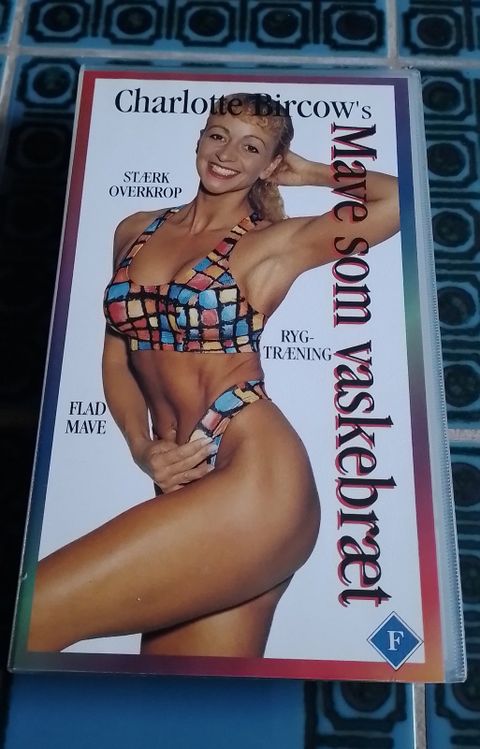 Charlotte Bircow's
Mave som vaskebræt
STÆRK
OVERKROP
RYG-
TRÆNING
FLAD
MAVE
F